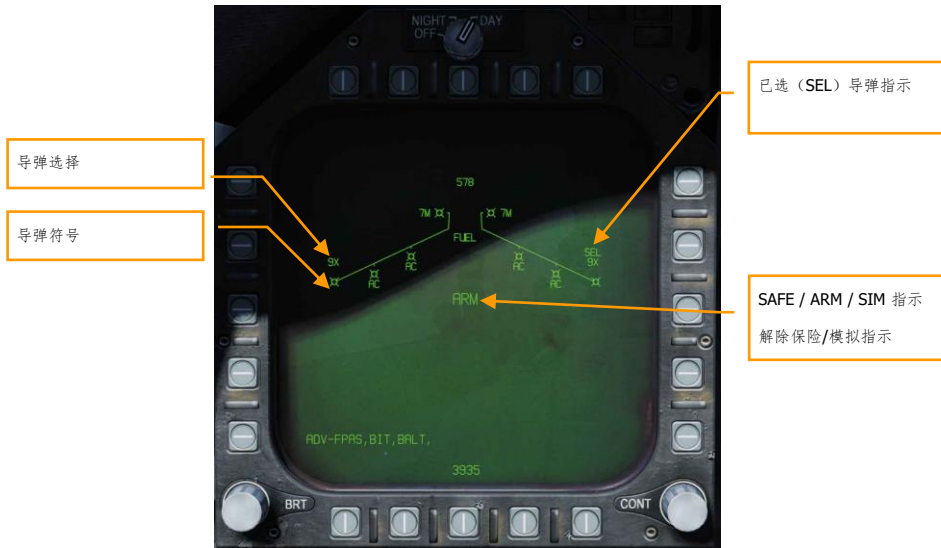 NIGHT DAY
OFF
已选（SEL）导弹指示
导弹选择
导弹符号
578
7M 7M
FUEL
SEL
9X 9X
AC AC
AC AC
ARM
SAFE / ARM / SIM 指示
解除保险/模拟指示
ADV-FPAS,BIT,BALT,
3935
BRT CONT